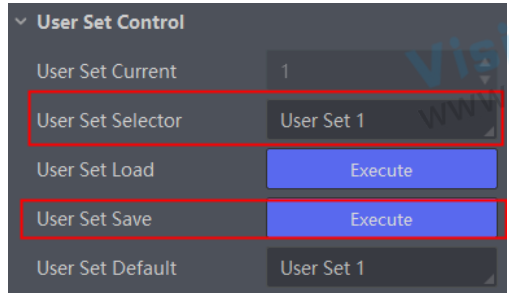 User Set Control
User Set Current 1
User Set Selector User Set 1
User Set Load Execute
User Set Save Execute
User Set Default User Set 1